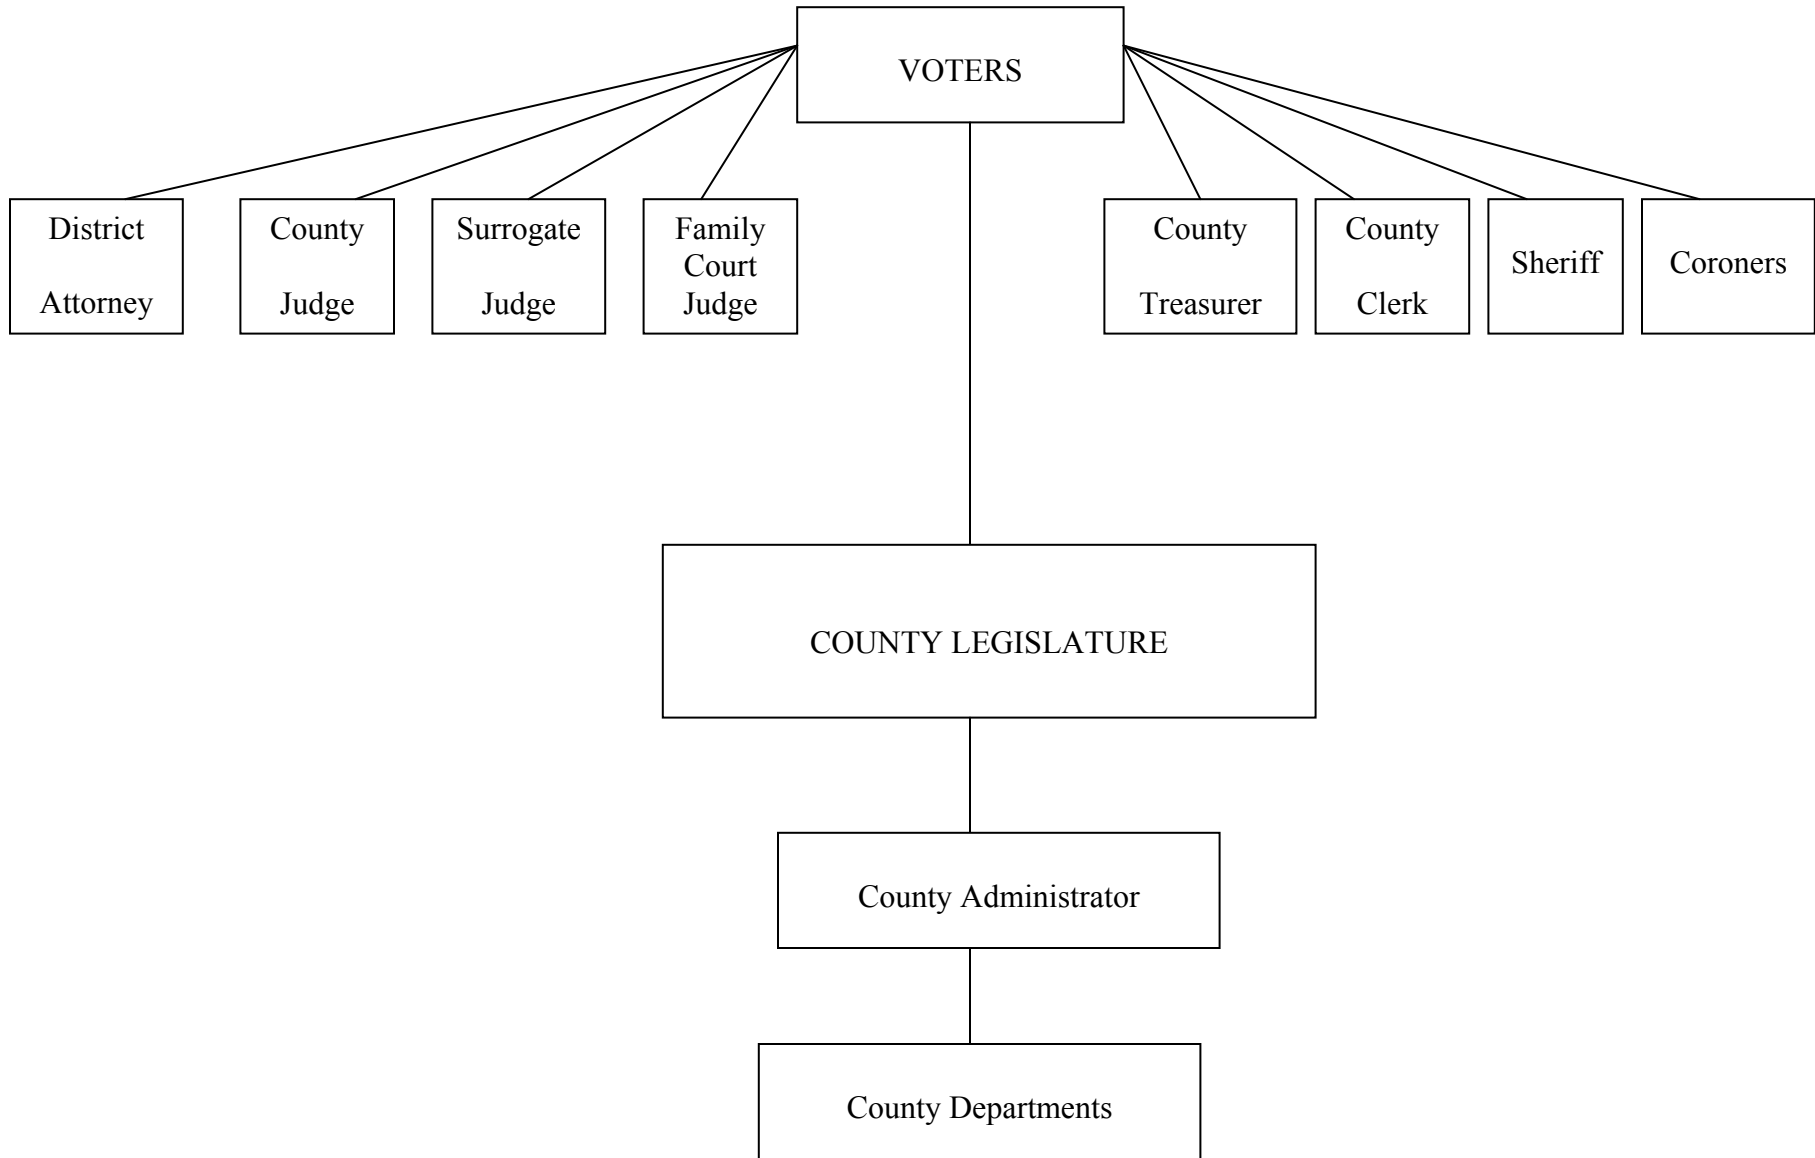 VOTERS
District
Attorney
County
Judge
Surrogate
Judge
Family
Court
Judge
County
Treasurer
County
Clerk
Sheriff
Coroners
COUNTY LEGISLATURE
County Administrator
County Departments